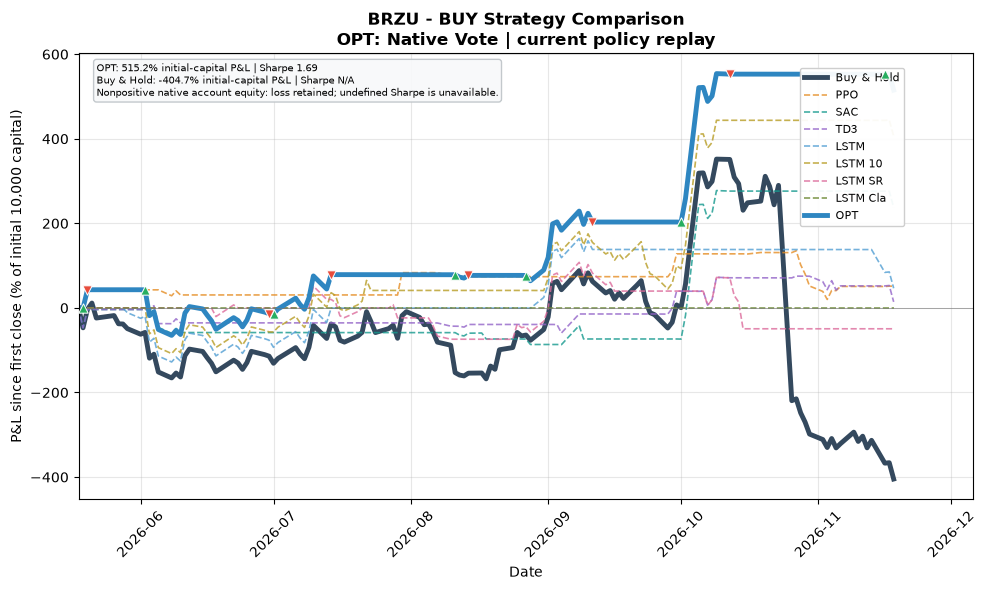 BRZU - BUY Strategy Comparison
OPT: Native Vote | current policy replay
OPT: 515.2% initial-capital P&L | Sharpe 1.69
Buy & Hold: -404.7% initial-capital P&L | Sharpe N/A
Nonpositive native account equity: loss retained; undefined Sharpe is unavailable.
Buy & Hold
PPO
SAC
TD3
LSTM
LSTM 10
LSTM SR
LSTM Cla
OPT
P&L since first close (% of initial 10,000 capital)
600
400
200
0
−200
−400
2026-06
2026-07
2026-08
2026-09
2026-10
2026-11
2026-12
Date